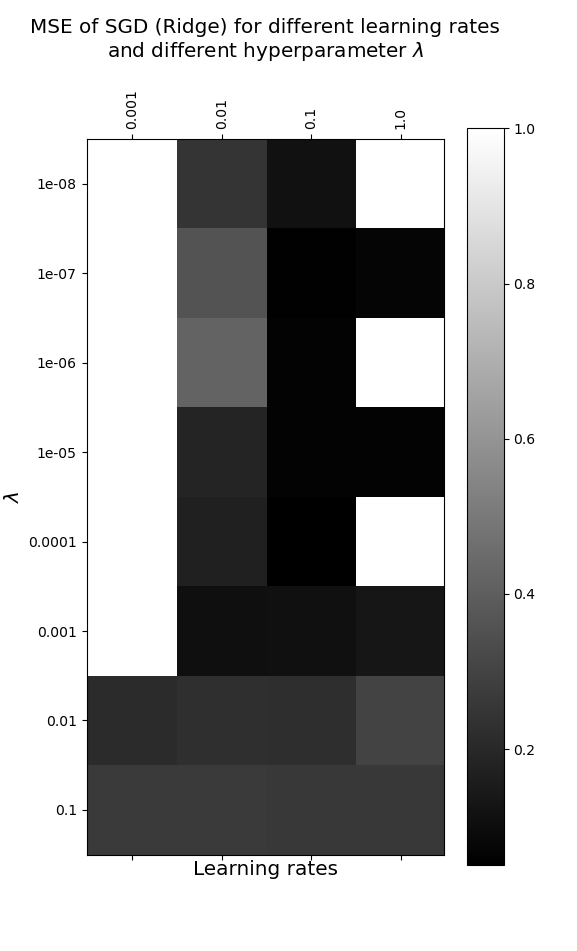 MSE of SGD (Ridge) for different learning rates
and different hyperparameter λ
0.001
0.01
0.1
1.0
1e-08
1e-07
1e-06
1e-05
0.0001
0.001
0.01
0.1
λ
Learning rates
1.0
0.8
0.6
0.4
0.2